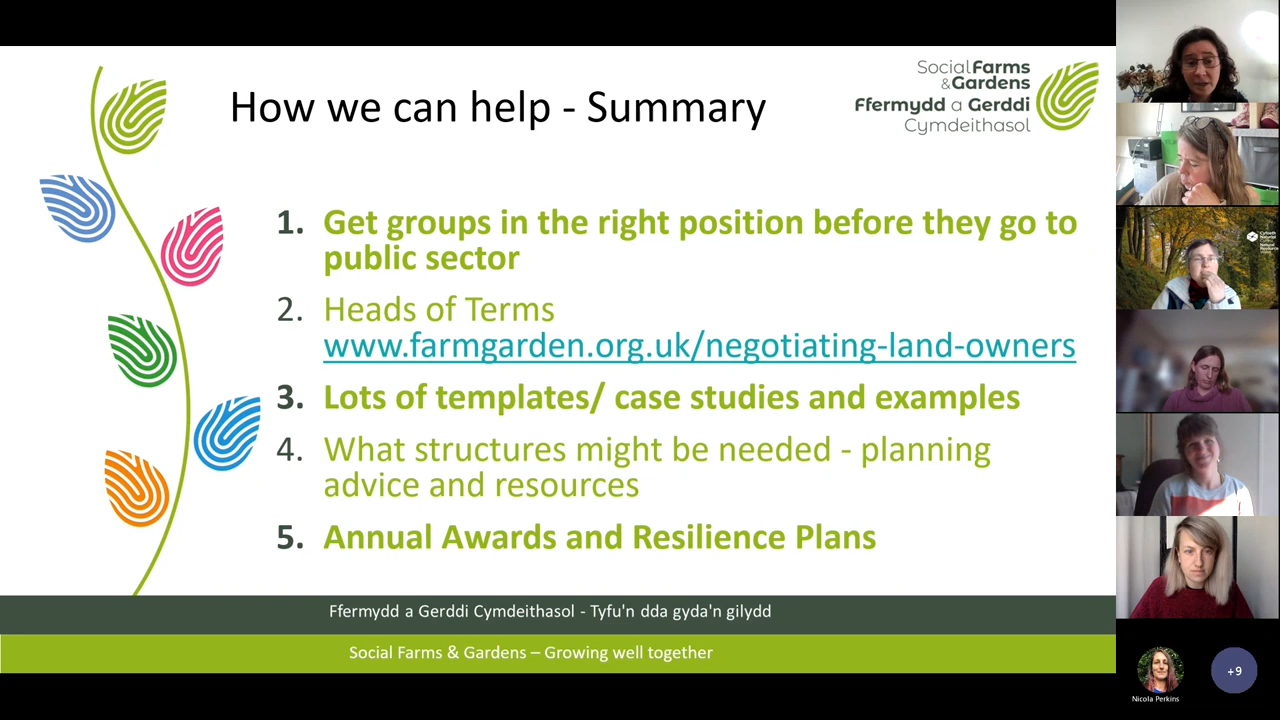 How we can help - Summary
Social Farms
& Gardens
Ffermydd a Gerddi
Cymdeithasol
1. Get groups in the right position before they go to
public sector
2. Heads of Terms
www.farmgarden.org.uk/negotiating-land-owners
3. Lots of templates/ case studies and examples
4. What structures might be needed - planning
advice and resources
5. Annual Awards and Resilience Plans
Ffermydd a Gerddi Cymdeithasol - Tyfu'n dda gyda'n gilydd
Social Farms & Gardens – Growing well together
Nicola Perkins
+9